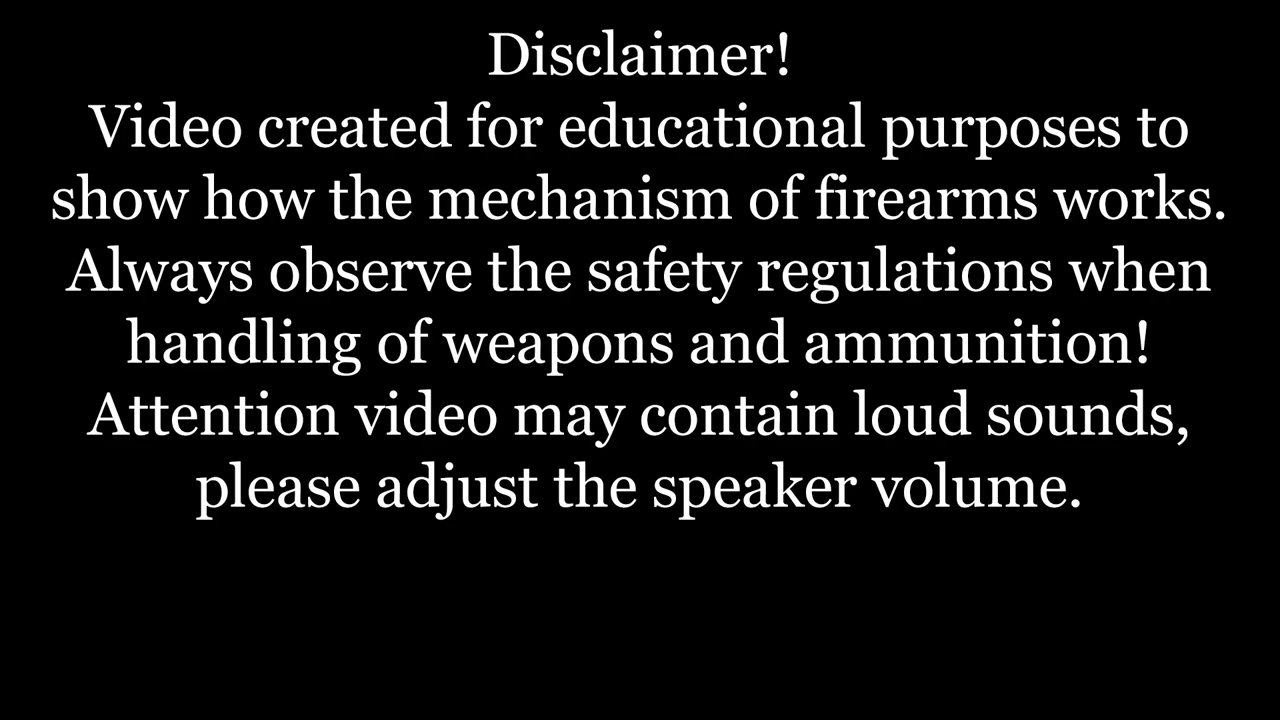 Disclaimer!
Video created for educational purposes to
show how the mechanism of firearms works.
Always observe the safety regulations when
handling of weapons and ammunition!
Attention video may contain loud sounds,
please adjust the speaker volume.